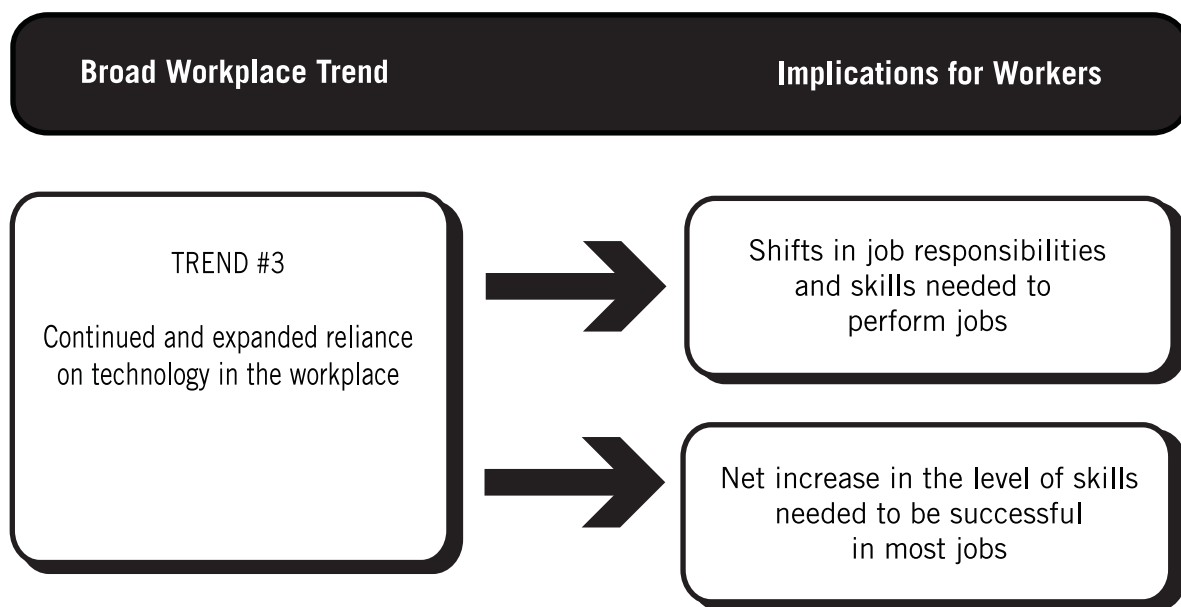 Broad Workplace Trend
Implications for Workers
TREND #3
Continued and expanded reliance
on technology in the workplace
Shifts in job responsibilities
and skills needed to
perform jobs
Net increase in the level of skills
needed to be successful
in most jobs